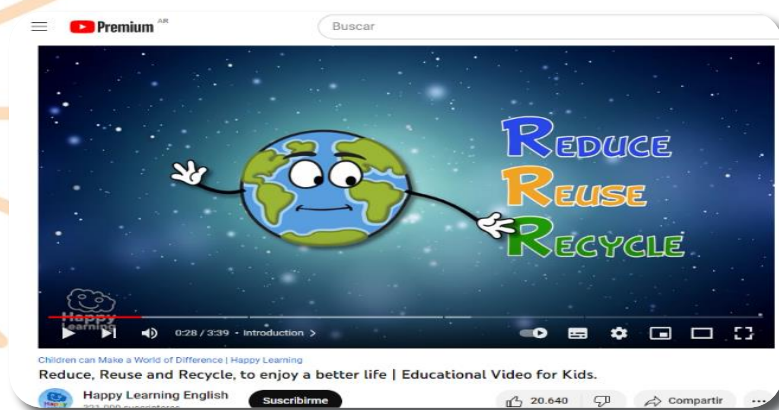 Premium AR
Buscar
REDUCE
REUSE
RECYCLE
Happy
Learning
0:28 / 3:39 • Introduction >
Children can Make a World of Difference | Happy Learning
Reduce, Reuse and Recycle, to enjoy a better life | Educational Video for Kids.
Happy Learning English
Suscribirme
20.640
Compartir
...